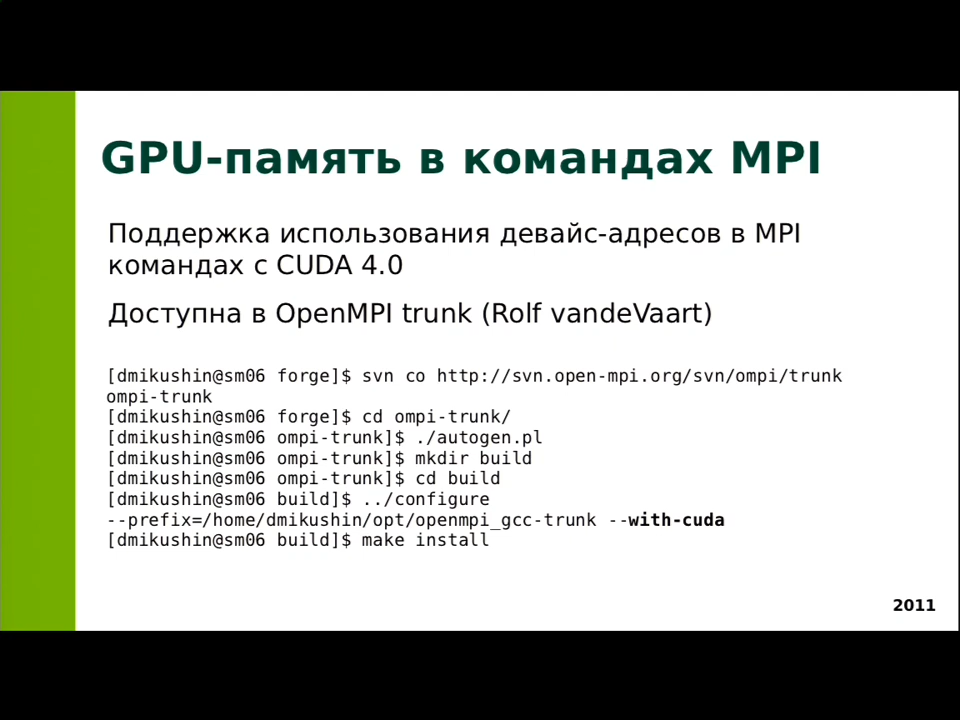 GPU-память в командах MPI
Поддержка использования девайс-адресов в MPI
командах с CUDA 4.0
Доступна в OpenMPI trunk (Rolf vandeVaart)
[dmikushin@sm06 forge]$ svn co http://svn.open-mpi.org/svn/ompi/trunk
ompi-trunk
[dmikushin@sm06 forge]$ cd ompi-trunk/
[dmikushin@sm06 ompi-trunk]$ ./autogen.pl
[dmikushin@sm06 ompi-trunk]$ mkdir build
[dmikushin@sm06 ompi-trunk]$ cd build
[dmikushin@sm06 build]$ ../configure
--prefix=/home/dmikushin/opt/openmpi_gcc-trunk --with-cuda
[dmikushin@sm06 build]$ make install
2011